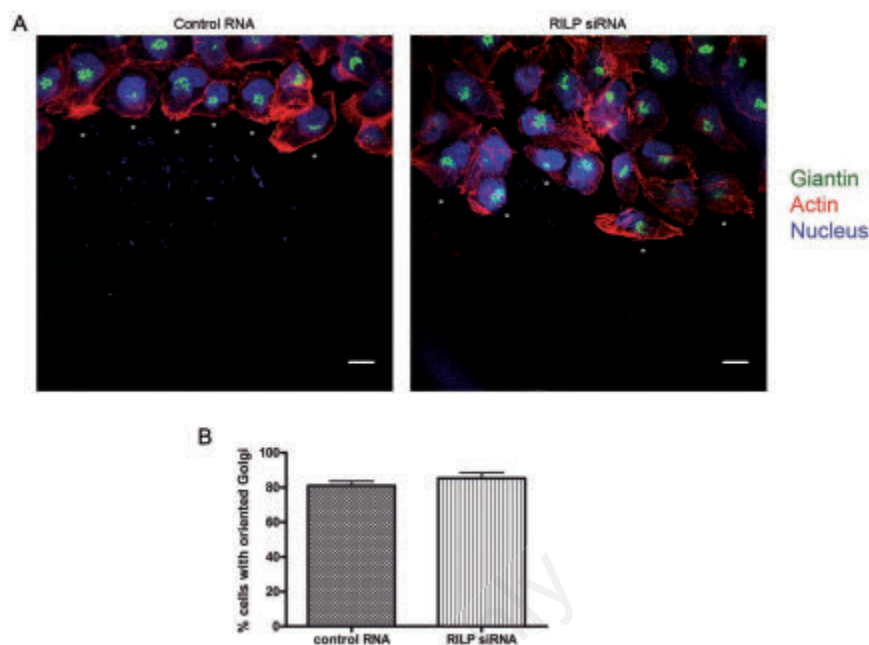 A
Control RNA
RILP siRNA
Giantin
Actin
Nucleus
B
% cells with oriented Golgi
100
80
60
40
20
0
control RNA
RILP siRNA